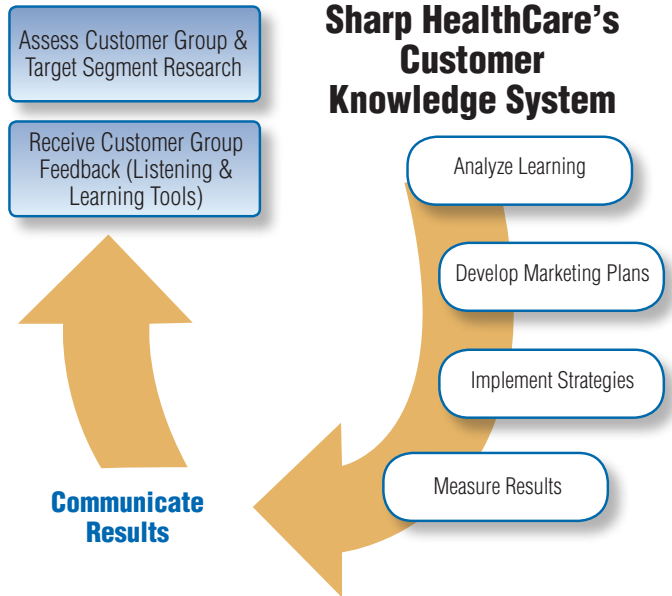 Sharp HealthCare's
Customer
Knowledge System
Assess Customer Group &
Target Segment Research
Receive Customer Group
Feedback (Listening &
Learning Tools)
Analyze Learning
Develop Marketing Plans
Implement Strategies
Measure Results
Communicate
Results